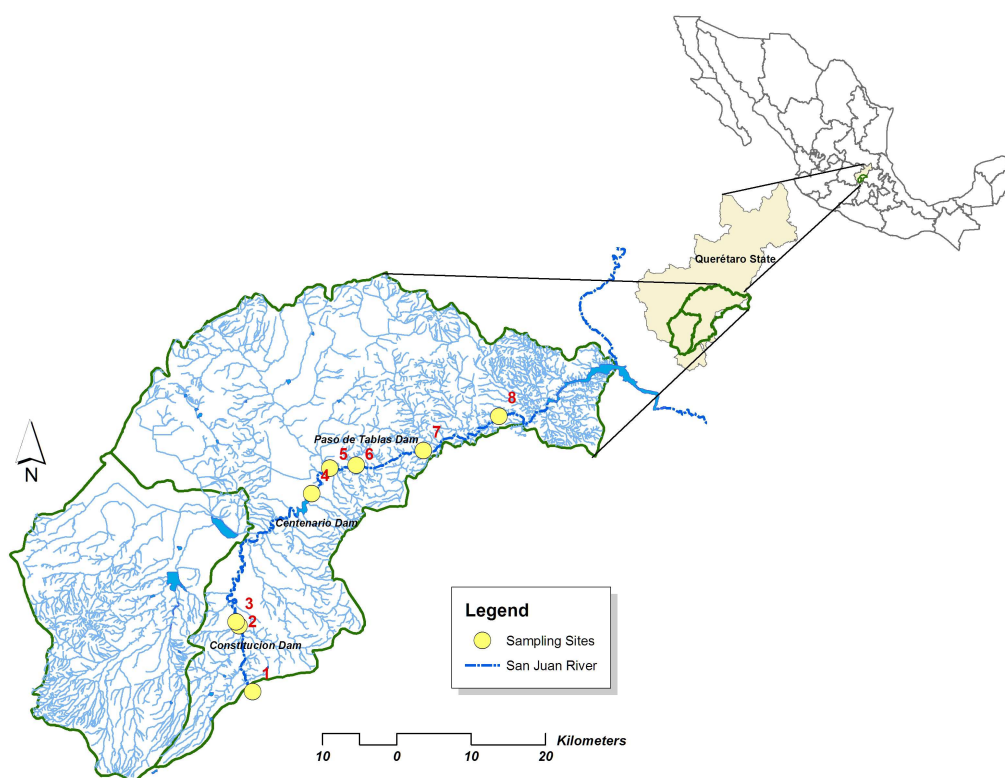 Querétaro State
8
7
Paso de Tablas Dam
5 6
4
Centenario Dam
N
3
2
Constitucion Dam
1
Legend
Sampling Sites
San Juan River
Kilometers
10 0 10 20